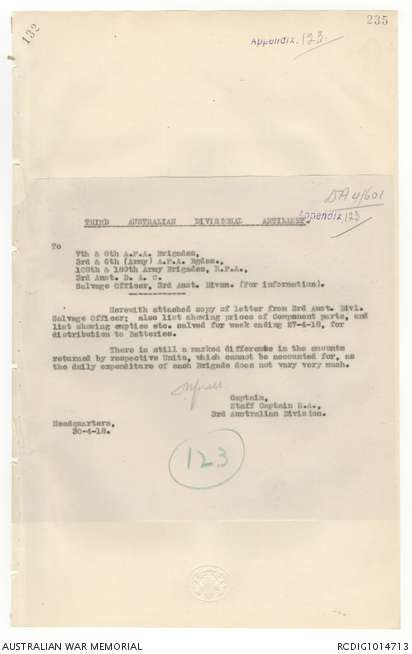 133
235
Appendix. 123.
DA 4/601
THIRD AUSTRALIAN DIVISIONAL ARTILLERY.
Appendix 123
To
7th & 8th A.F.A. Brigades,
3rd & 6th (Army) A.F.A. Bgdes.,
108th & 189th Army Brigades, R.F.A.,
3rd Aust. D. A. C.
Salvage Officer, 3rd Aust. Divsn. (For information).
Herewith attached copy of letter from 3rd Aust. Divl.
Salvage Officer; also list showing prices of Component parts, and
list showing empties etc. salved for week ending 27-4-18, for
distribution to Batteries.
There is still a marked difference in the amounts
returned by respective Units, which cannot be accounted for, as
the daily expenditure of each Brigade does not vary very much.
Captain,
Staff Captain R.A.,
3rd Australian Division.
Headquarters,
30-4-18.
123
AUSTRALIAN WAR MEMORIAL
RCDIG1014713